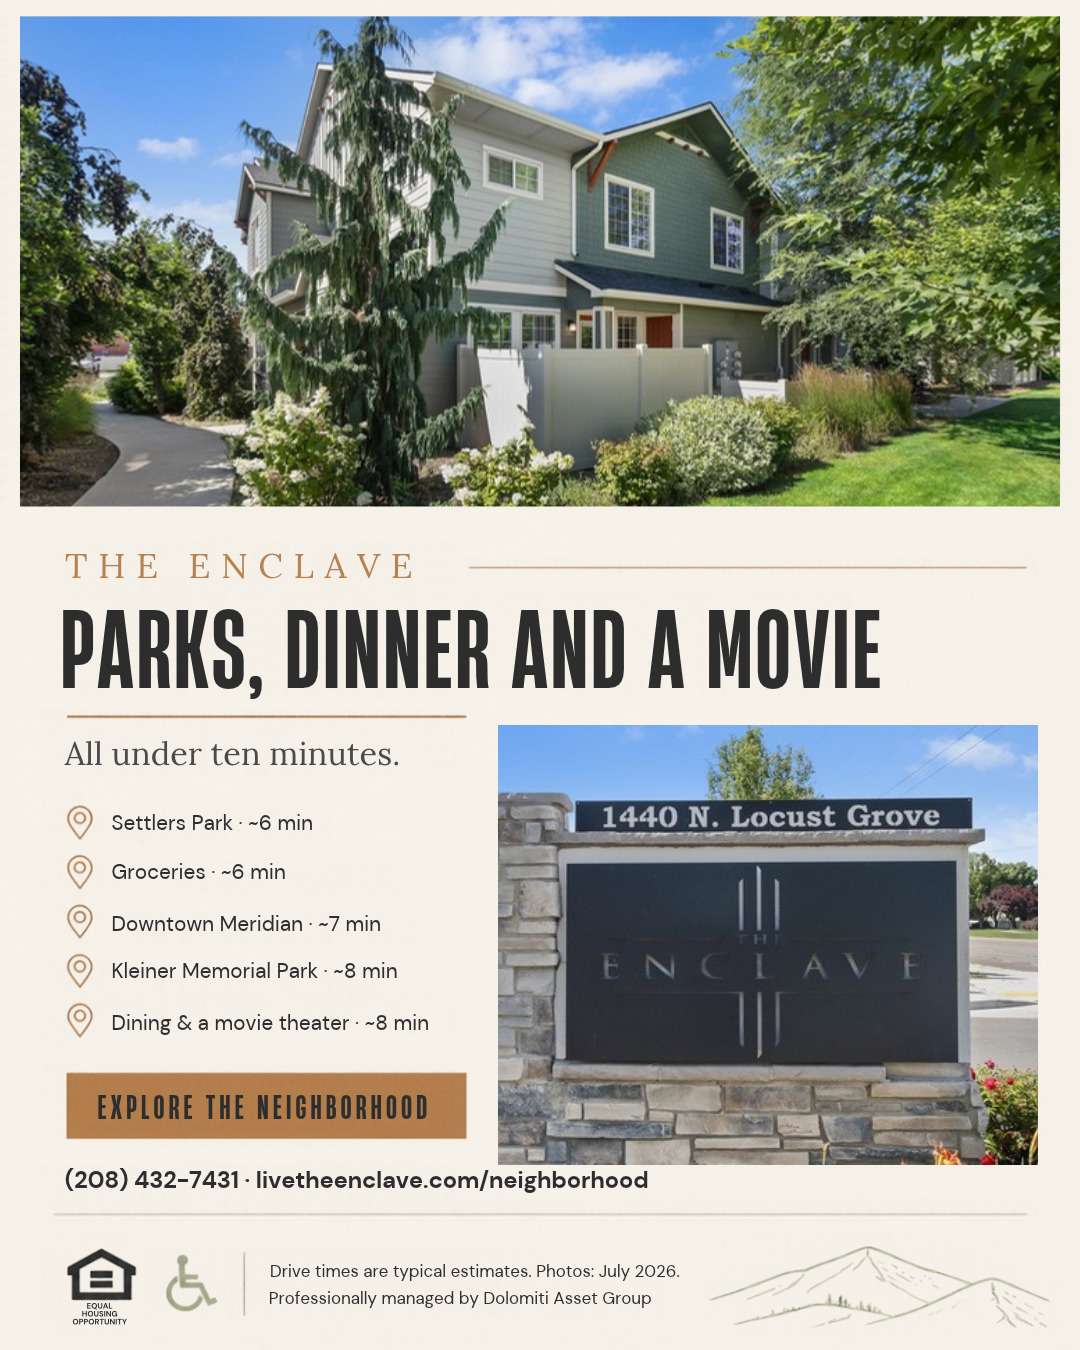 THE ENCLAVE
PARKS, DINNER AND A MOVIE
All under ten minutes.
Settlers Park · ~6 min
Groceries · ~6 min
Downtown Meridian · ~7 min
Kleiner Memorial Park · ~8 min
Dining & a movie theater · ~8 min
EXPLORE THE NEIGHBORHOOD
1440 N. Locust Grove
THE
ENCLAVE
(208) 432-7431 · livetheenclave.com/neighborhood
EQUAL
HOUSING
OPPORTUNITY
Drive times are typical estimates. Photos: July 2026.
Professionally managed by Dolomiti Asset Group